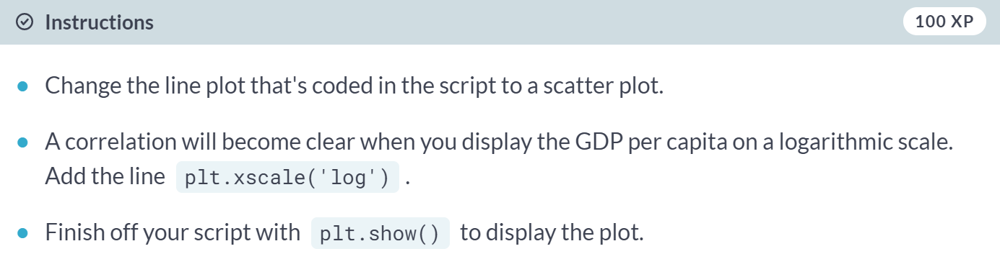 Instructions
100 XP
Change the line plot that's coded in the script to a scatter plot.
A correlation will become clear when you display the GDP per capita on a logarithmic scale.
Add the line plt.xscale('log') .
Finish off your script with plt.show() to display the plot.